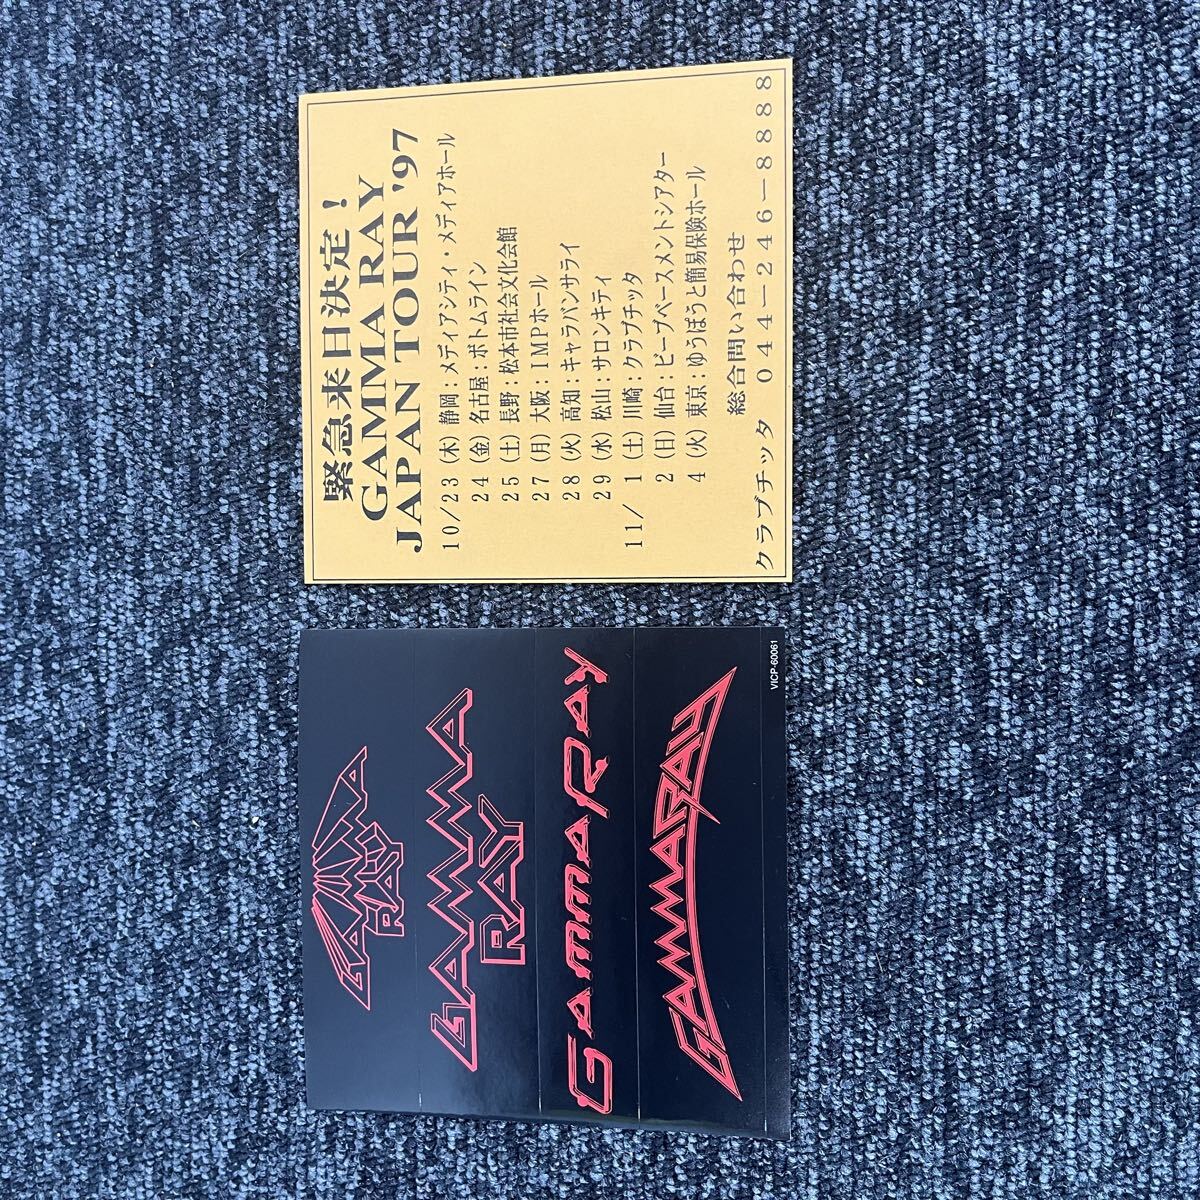 緊急来日決定！
GAMMA RAY
JAPAN TOUR '97
10/23（木）静岡：メディアシティ・メディアホール
24（金）名古屋：ボトムライン
25（土）長野：松本市社会文化会館
27（月）大阪：IMPホール
28（火）高知：キャラバンサライ
29（水）松山：サロンキティ
11/ 1（土）川崎：クラブチッタ
2（日）仙台：ビーブベースメントシアター
4（火）東京：ゆうぽうと簡易保険ホール
総合問い合わせ
クラブチッタ 044−246−8888
GAMMA
RAY
GAMMA
RAY
GAMMARAY
GAMMARAY
VICP-60061